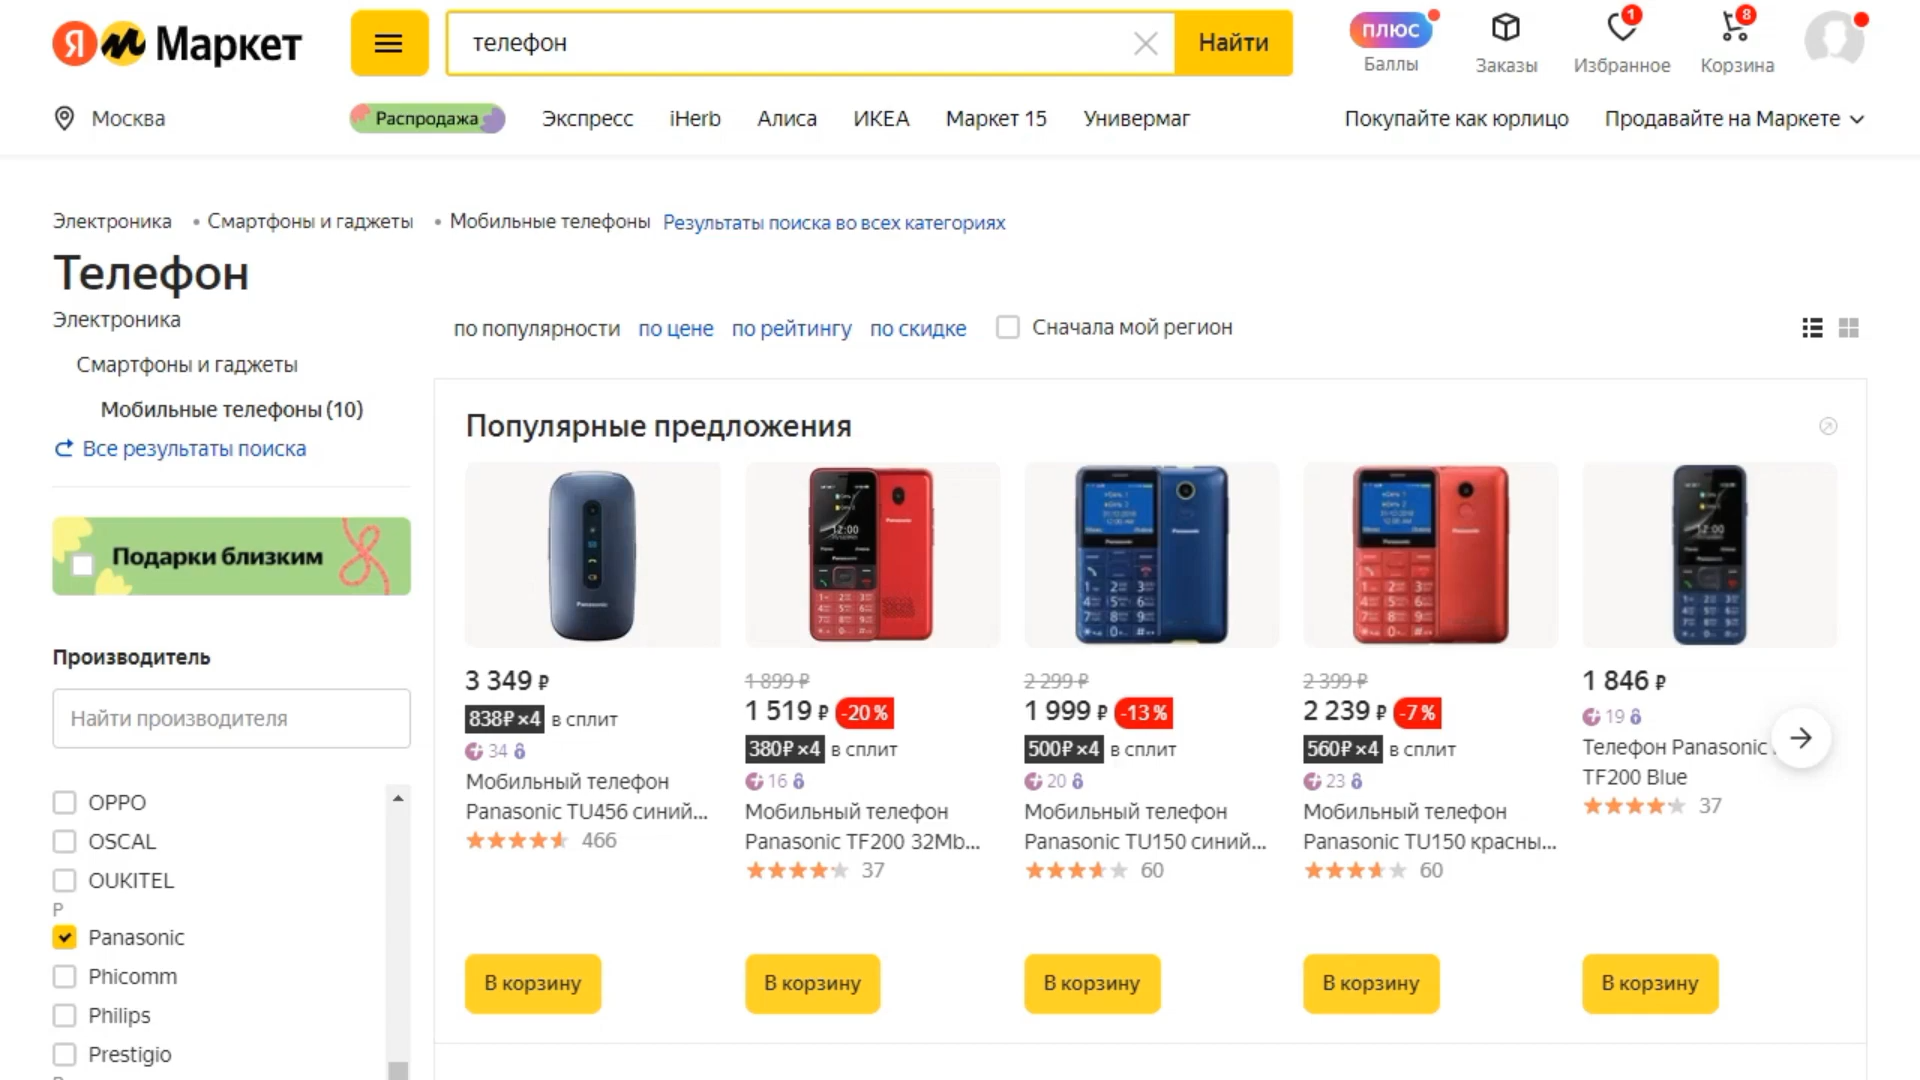 Я м Маркет
телефон
Найти
плюс
Баллы
Заказы
1
Избранное
8
Корзина
Москва
Распродажа
Экспресс
iHerb
Алиса
ИКЕА
Маркет 15
Универмаг
Покупайте как юрлицо
Продавайте на Маркете
Электроника • Смартфоны и гаджеты • Мобильные телефоны Результаты поиска во всех категориях
Телефон
Электроника
Смартфоны и гаджеты
Мобильные телефоны (10)
Все результаты поиска
Подарки близким
Производитель
Найти производителя
OPPO
OSCAL
OUKITEL
P
Panasonic
Phicomm
Philips
Prestigio
по популярности по цене по рейтингу по скидке Сначала мой регион
Популярные предложения
3 349 ₽
838₽ ×4 в сплит
34
Мобильный телефон
Panasonic TU456 синий...
466
В корзину
1 899 ₽
1 519 ₽ -20%
380₽ ×4 в сплит
16
Мобильный телефон
Panasonic TF200 32Mb...
37
В корзину
2 299 ₽
1 999 ₽ -13%
500₽ ×4 в сплит
20
Мобильный телефон
Panasonic TU150 синий...
60
В корзину
2 399 ₽
2 239 ₽ -7%
560₽ ×4 в сплит
23
Мобильный телефон
Panasonic TU150 красны...
60
В корзину
1 846 ₽
19
Телефон Panasonic
TF200 Blue
37
В корзину